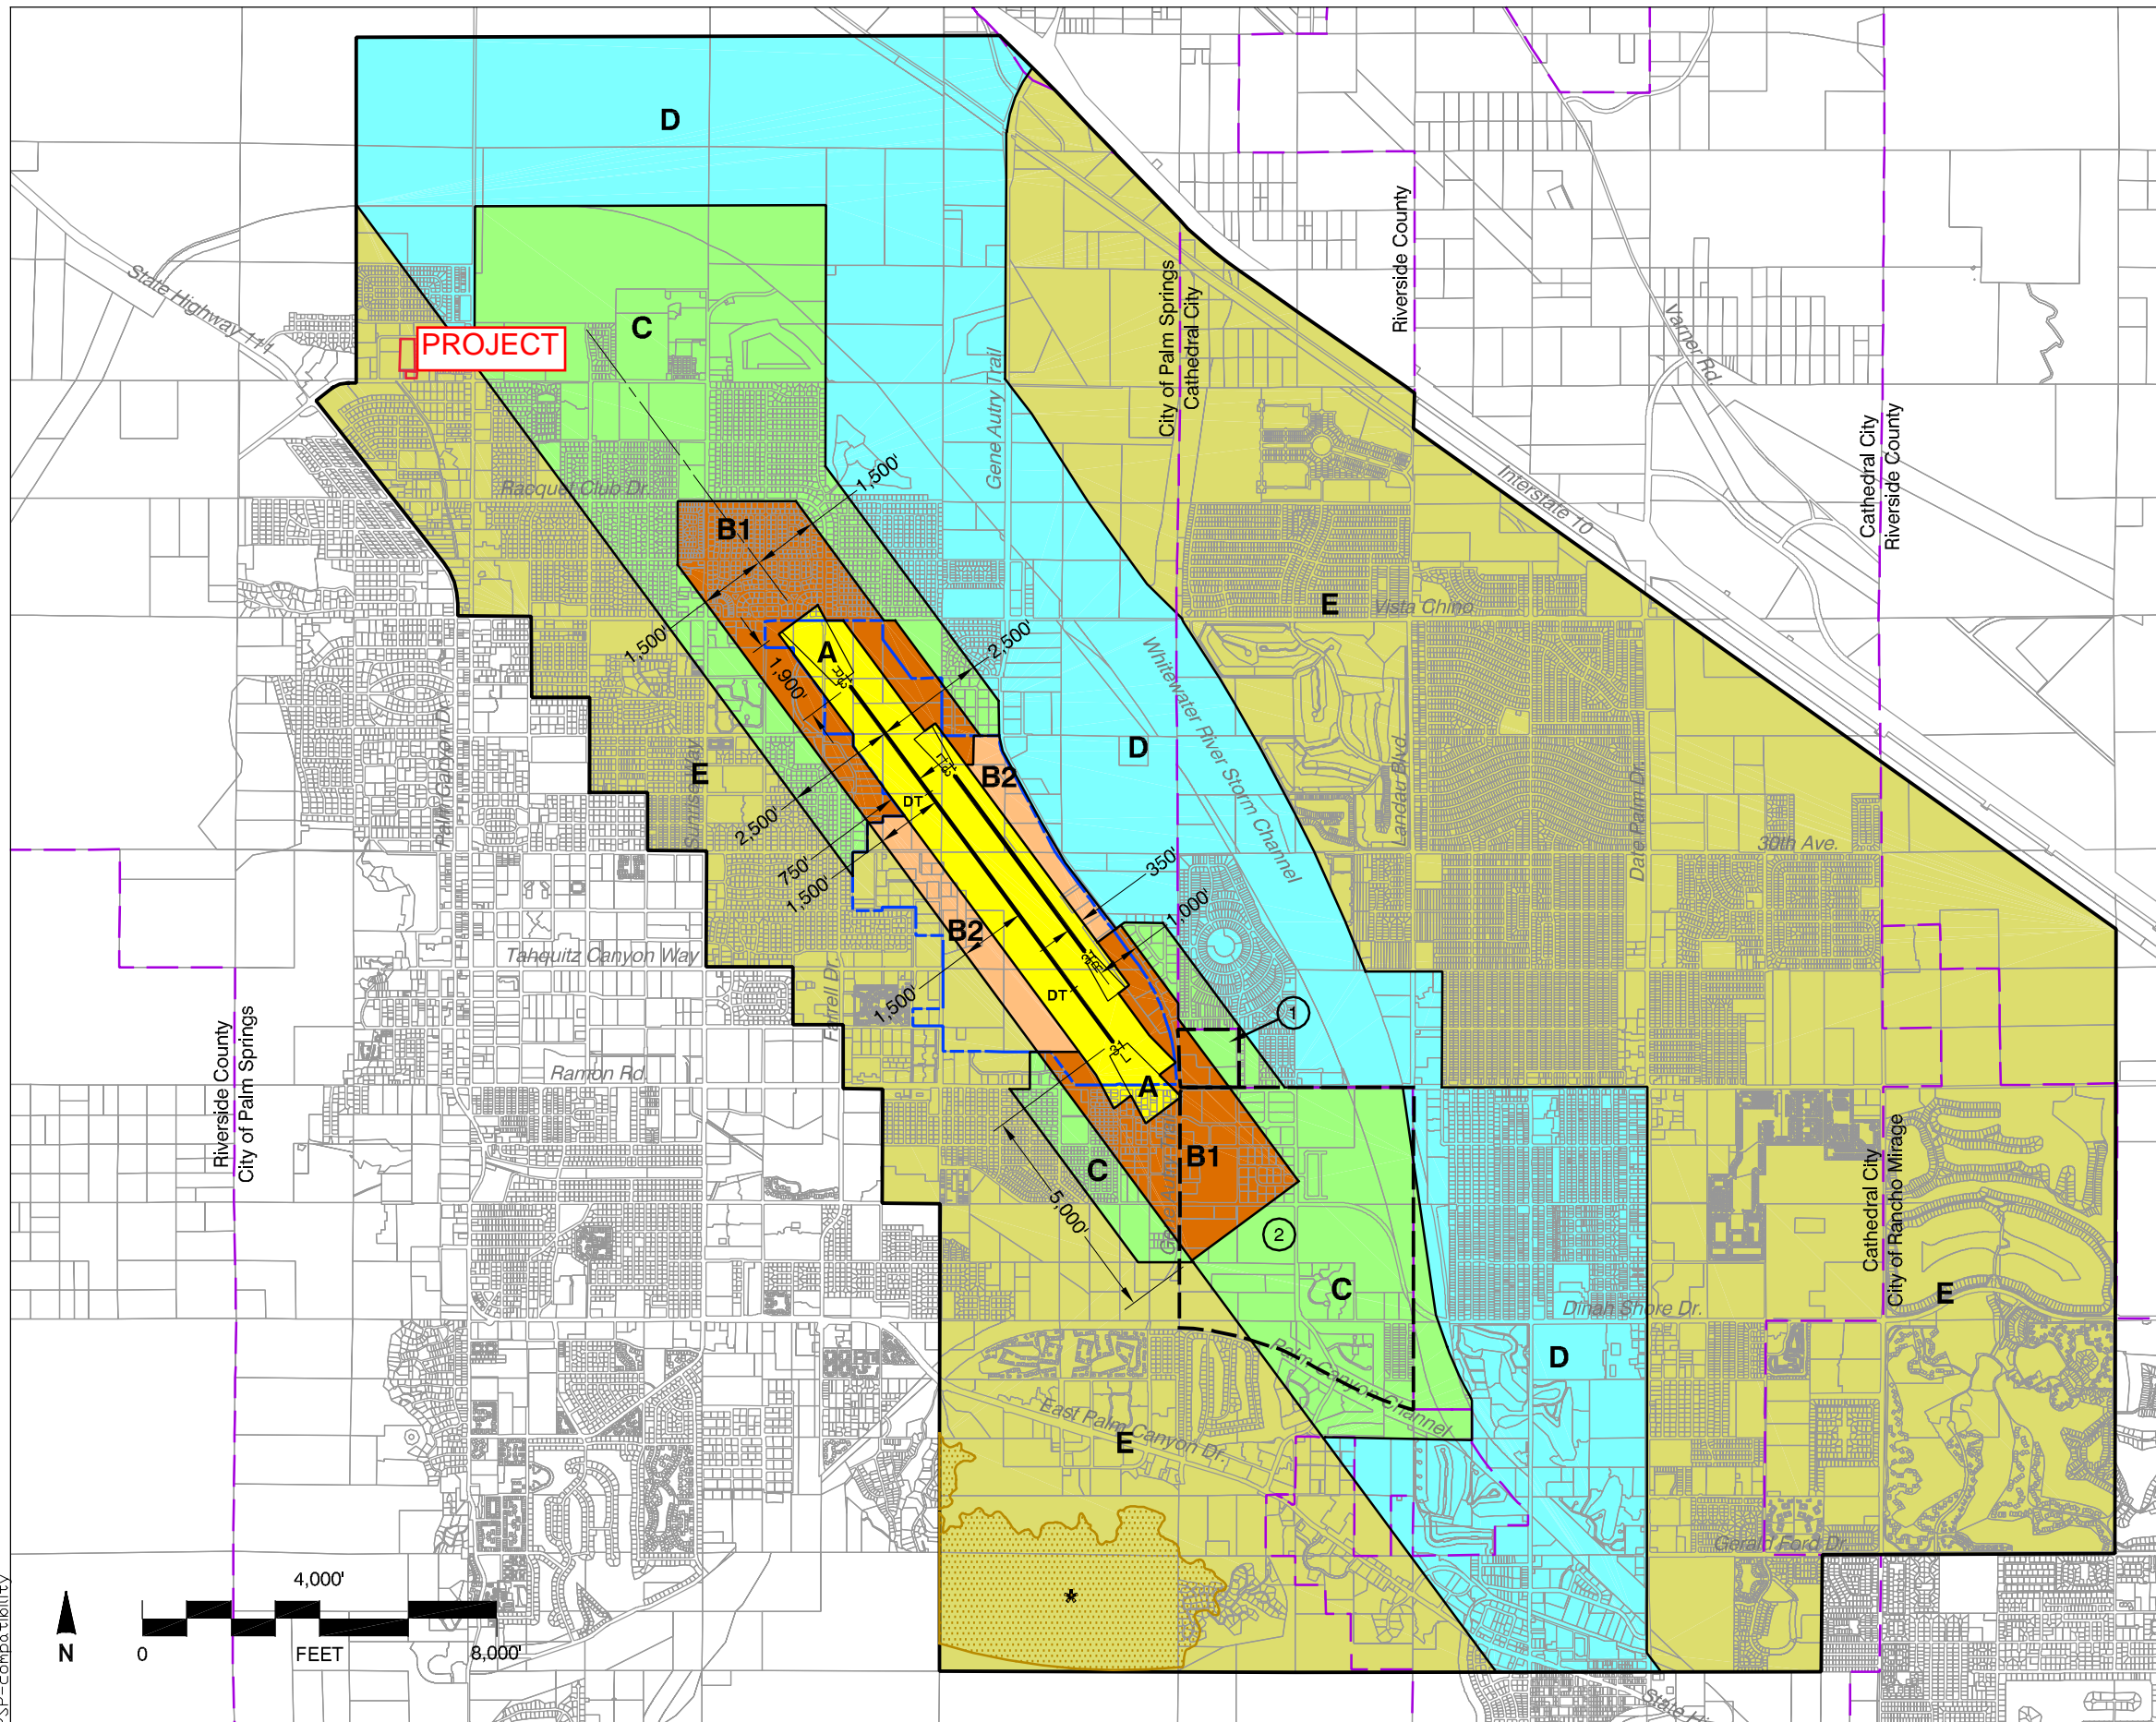 D
State Highway 111
PROJECT
C
Gene Autry Trail
City of Palm Springs
Cathedral City
Riverside County
Varner Rd.
Cathedral City
Riverside County
Interstate 10
Racquet Club Dr.
1,500'
B1
E
Vista Chino
1,500'
2,500'
A
1,900'
Whitewater River Storm Channel
D
Palm Canyon Dr.
Sunrise Way
E
B2
Landau Blvd.
Date Palm Dr.
DT
2,500'
750'
1,500'
350'
30th Ave.
1,000'
B2
Tahquitz Canyon Way
Farrell Dr.
DT
1,500'
1
Riverside County
City of Palm Springs
Ramon Rd.
31
A
C
B1
Gene Autry Trail
5,000'
2
C
Cathedral City
City of Rancho Mirage
E
Dinah Shore Dr.
D
Palm Canyon Channel
East Palm Canyon Dr.
E
Gerald Ford Dr.
*
4,000'
N
0
FEET
8,000'